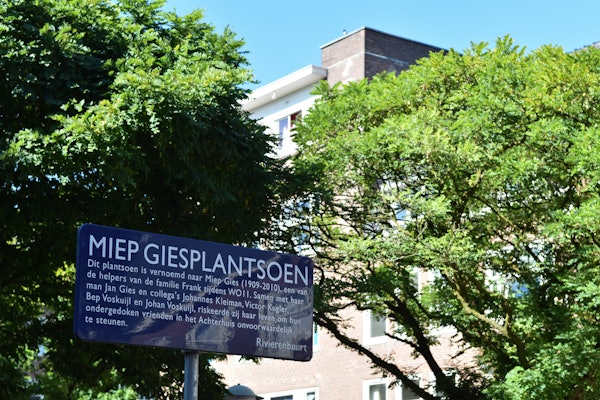 MIEP GIESPLANTSOEN
Dit plantsoen is vernoemd naar Miep Gies (1909-2010), een van
de helpers van de familie Frank tijdens WO11. Samen met haar
man Jan Gies en collega's Johannes Kleiman, Victor Kugler,
Bep Voskuijl en Johan Voskuijl, riskeerde zij haar leven om hun
ondergedoken vrienden in het Achterhuis onvoorwaardelijk
te steunen.
Rivierenbuurt